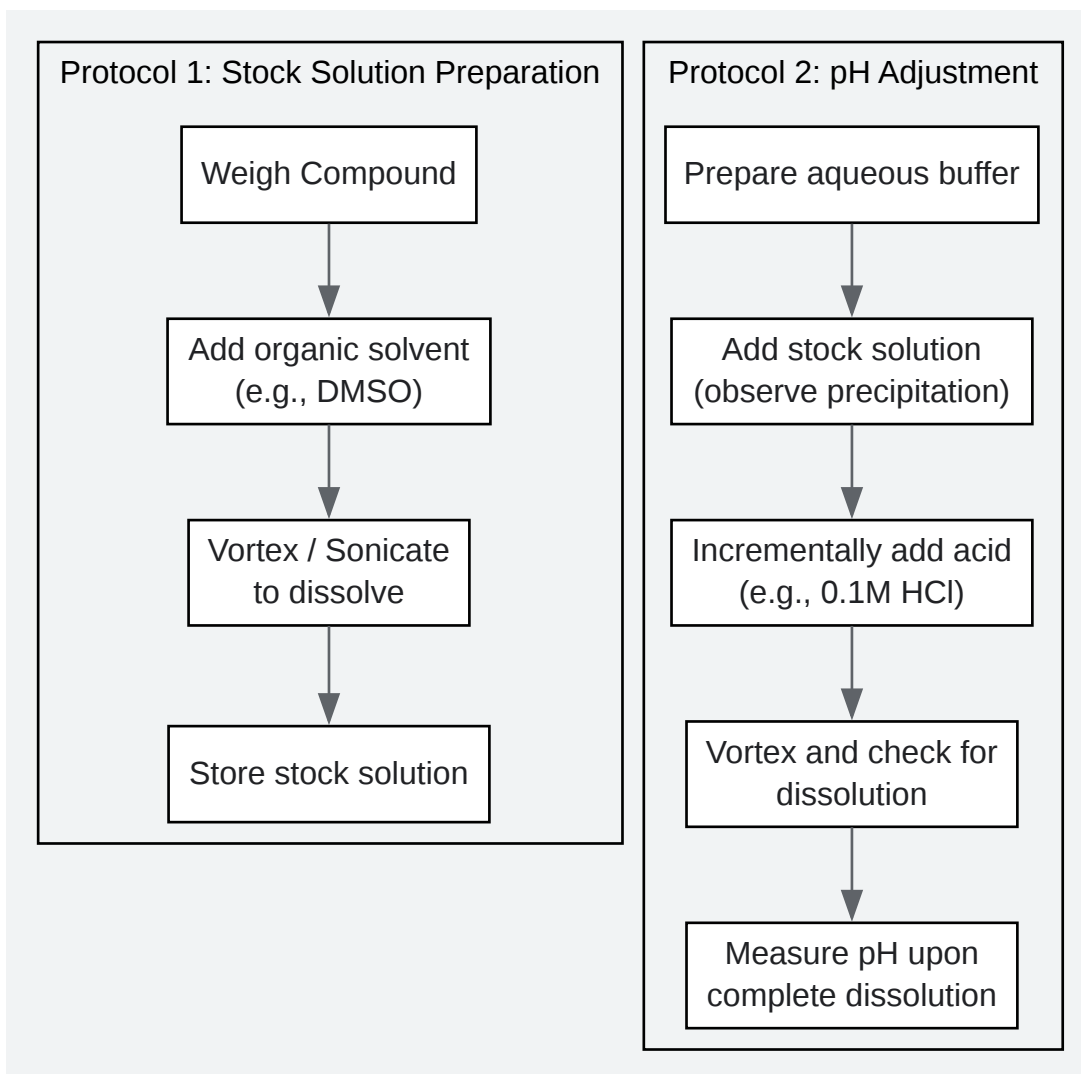 Protocol 1: Stock Solution Preparation
Weigh Compound
Add organic solvent
(e.g., DMSO)
Vortex / Sonicate
to dissolve
Store stock solution
Protocol 2: pH Adjustment
Prepare aqueous buffer
Add stock solution
(observe precipitation)
Incrementally add acid
(e.g., 0.1M HCl)
Vortex and check for
dissolution
Measure pH upon
complete dissolution